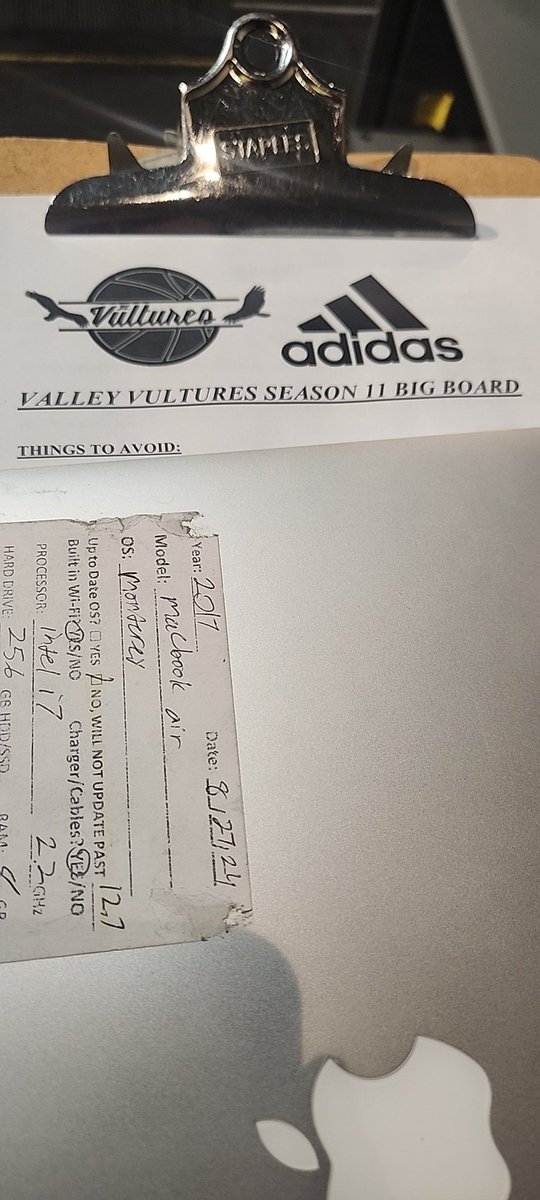 STAPLES
Vultures
adidas
VALLEY VULTURES SEASON 11 BIG BOARD
THINGS TO AVOID:
Year: 2017 Date: 8/27/24
Model: macbook air
OS: Monterey
Up to Date OS? ☐ YES ☑ NO, WILL NOT UPDATE PAST 12.7
Built in Wi-Fi? YES/NO Charger/Cables? YES/NO
PROCESSOR: Intel i7 2.2 GHz
HARD DRIVE: 256 GB HDD/SSD RAM: 8 GB